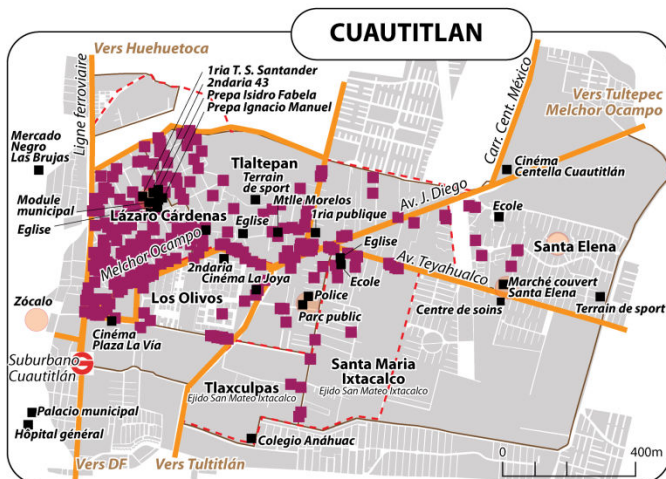 CUAUTITLAN
Vers Huehuetoca
Ligne ferroviaire
1ria T. S. Santander
2ndaria 43
Prepa Isidro Fabela
Prepa Ignacio Manuel
Carr. Cent. México
Vers Tultepec
Melchor Ocampo
Mercado
Negro
Las Brujas
Tlaltepan
Terrain
de sport
Cinéma
Centella Cuautitlán
Module
municipal
Eglise
Lázaro Cárdenas
Mtlle Morelos
1ria publique
Eglise
Av. J. Diego
Ecole
Melchor Ocampo
Eglise
Ecole
Santa Elena
2ndaria
Cinéma La Joya
Av. Teyahualco
Los Olivos
Police
Parc public
Marché couvert
Santa Elena
Centre de soins
Terrain de sport
Zócalo
Cinéma
Plaza La Vía
Suburbano
Cuautitlán
Tlaxculpas
Ejido San Mateo Ixtacalco
Santa Maria
Ixtacalco
Ejido San Mateo Ixtacalco
Palacio municipal
Hôpital général
Colegio Anáhuac
Vers DF
Vers Tultitlán
0
400m